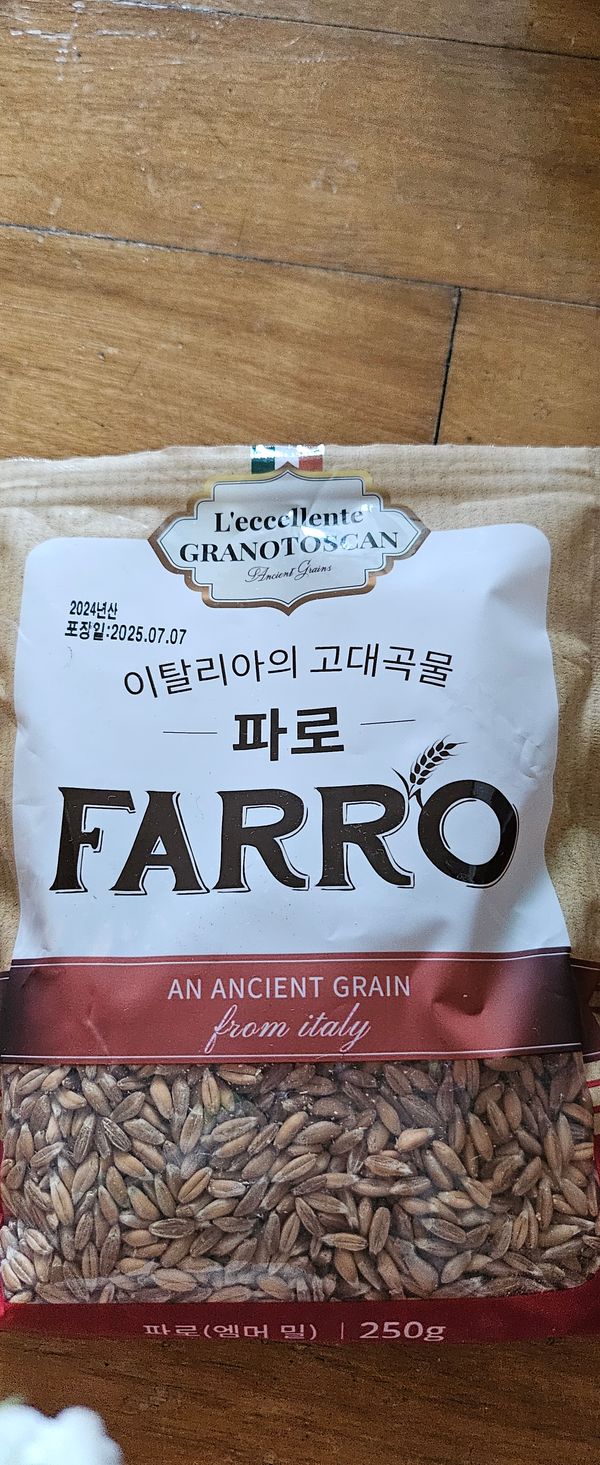 L'eccellente
GRANOTOSCAN
Ancient Grains
2024년산
포장일:2025.07.07
이탈리아의 고대곡물
파로
FARRO
AN ANCIENT GRAIN
from italy
파로(엠머 밀) | 250g